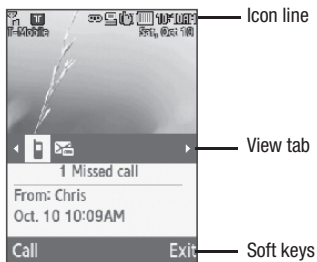 Icon line
T-Mobile
Sat, Oct 10
View tab
1 Missed call
From: Chris
Oct. 10 10:09AM
Call Exit
Soft keys